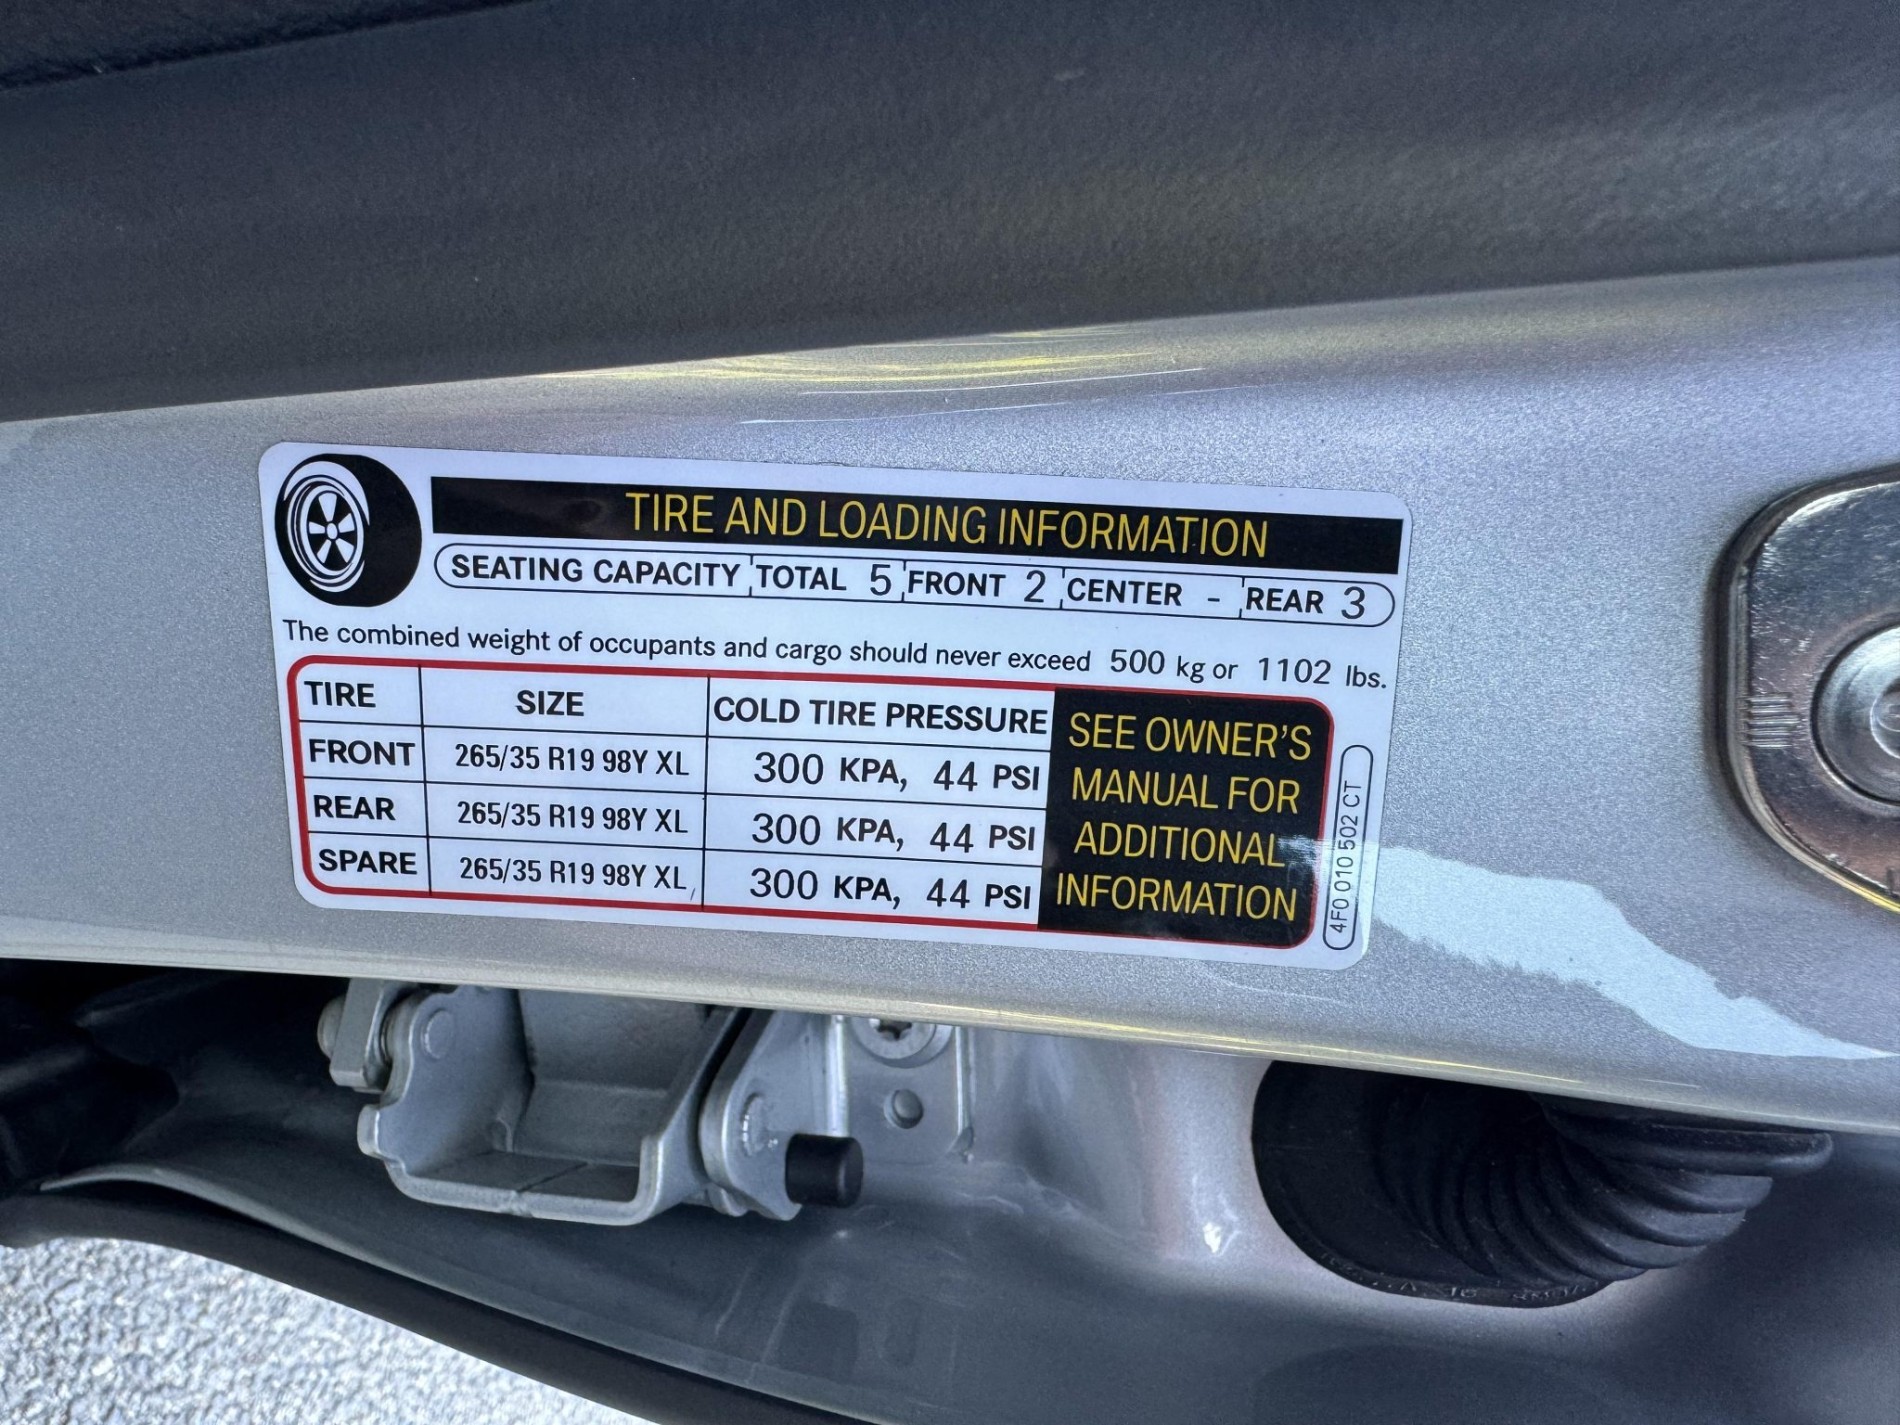 TIRE AND LOADING INFORMATION
SEATING CAPACITY TOTAL 5 FRONT 2 CENTER - REAR 3
The combined weight of occupants and cargo should never exceed 500 kg or 1102 lbs.
TIRE SIZE COLD TIRE PRESSURE
FRONT 265/35 R19 98Y XL 300 KPA, 44 PSI
REAR 265/35 R19 98Y XL 300 KPA, 44 PSI
SPARE 265/35 R19 98Y XL 300 KPA, 44 PSI
SEE OWNER'S
MANUAL FOR
ADDITIONAL
INFORMATION
4F0 010 502 CT